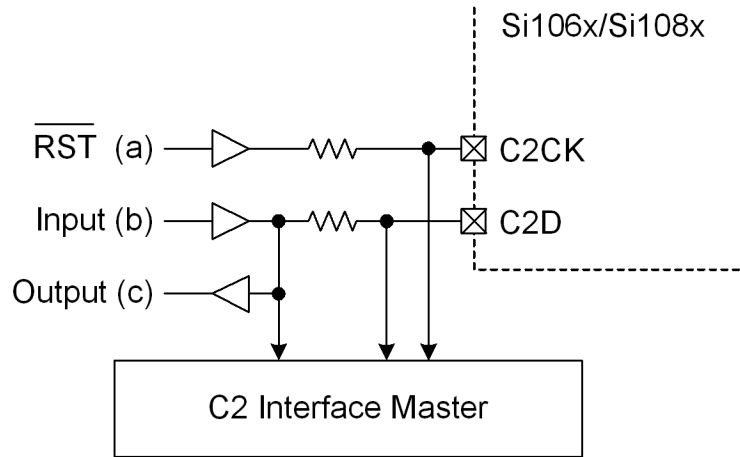 Si106x/Si108x
RST (a)
C2CK
Input (b)
C2D
Output (c)
C2 Interface Master